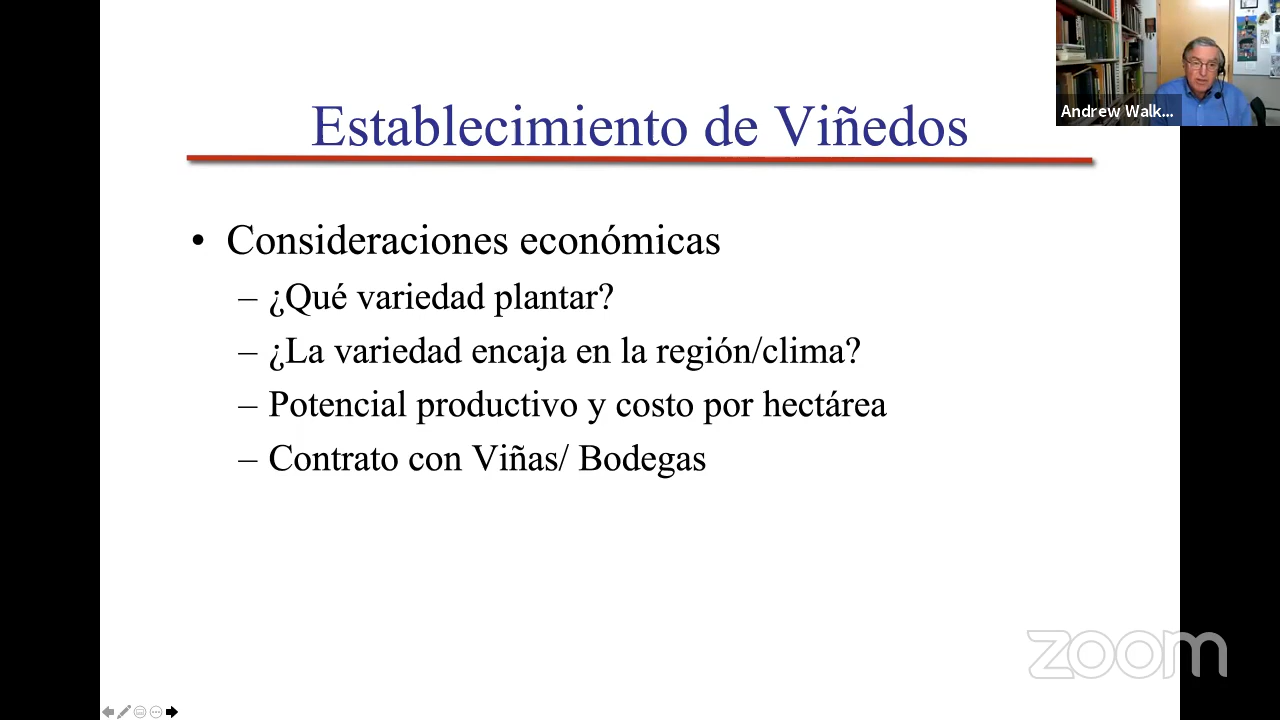 Establecimiento de Viñedos
Andrew Walk...
• Consideraciones económicas
– ¿Qué variedad plantar?
– ¿La variedad encaja en la región/clima?
– Potencial productivo y costo por hectárea
– Contrato con Viñas/ Bodegas
zoom